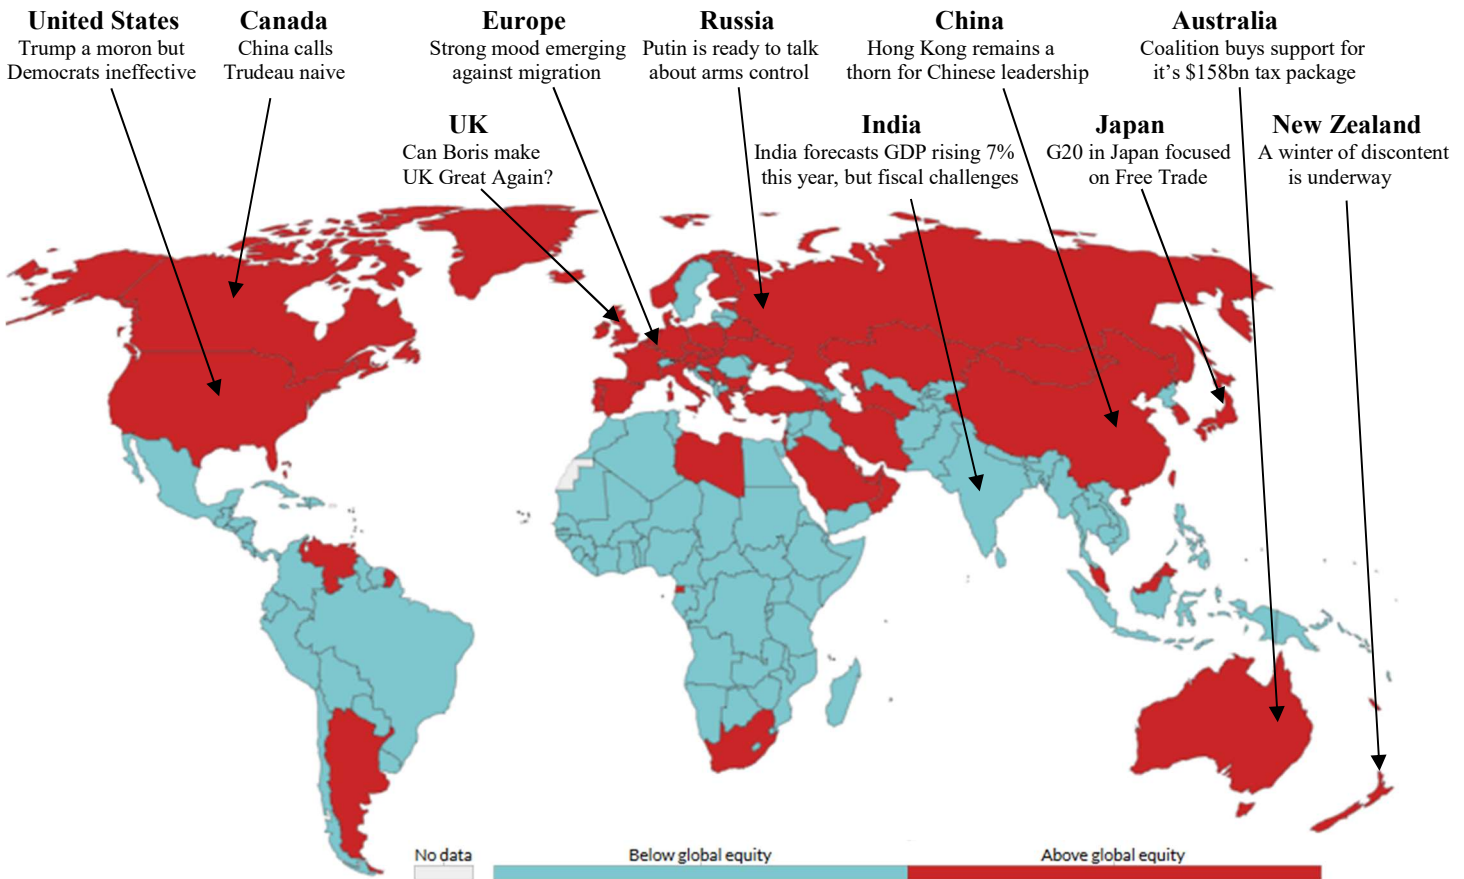 United States
Trump a moron but
Democrats ineffective
Canada
China calls
Trudeau naive
Europe
Strong mood emerging
against migration
Russia
Putin is ready to talk
about arms control
China
Hong Kong remains a
thorn for Chinese leadership
Australia
Coalition buys support for
it’s $158bn tax package
UK
Can Boris make
UK Great Again?
India
India forecasts GDP rising 7%
this year, but fiscal challenges
Japan
G20 in Japan focused
on Free Trade
New Zealand
A winter of discontent
is underway
No data
Below global equity
Above global equity